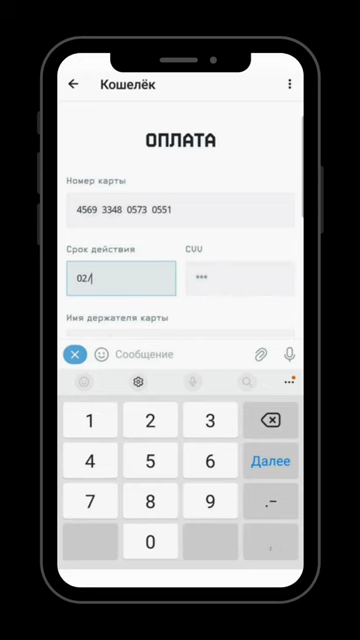 Кошелёк
ОПЛАТА
Номер карты
4569 3348 0573 0551
Срок действия CUU
02/ ***
Имя держателя карты
Сообщение
1 2 3
4 5 6 Далее
7 8 9 .-
0 ,